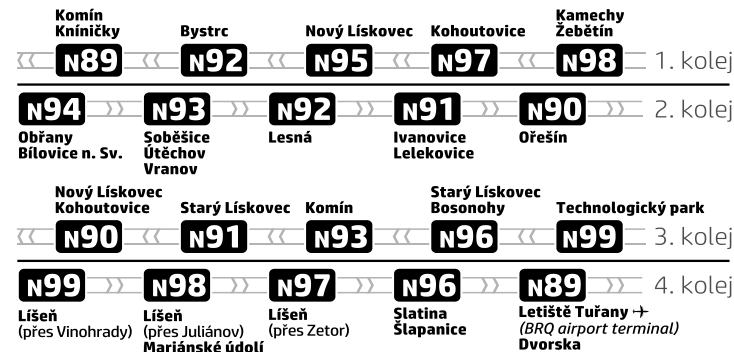 Komín
Kníničky
Bystrc
Nový Lískovec
Kohoutovice
Kamechy
Žebětín
N89 N92 N95 N97 N98 1. kolej
N94 N93 N92 N91 N90 2. kolej
Obřany
Bílovice n. Sv.
Soběšice
Útěchov
Vranov
Lesná
Ivanovice
Lelekovice
Ořešín
Nový Lískovec
Kohoutovice
Starý Lískovec
Komín
Starý Lískovec
Bosonohy
Technologický park
N90 N91 N93 N96 N99 3. kolej
N99 N98 N97 N96 N89 4. kolej
Líšeň
(přes Vinohrady)
Líšeň
(přes Juliánov)
Mariánské údolí
Líšeň
(přes Zetor)
Slatina
Šlapanice
Letiště Tuřany
(BRQ airport terminal)
Dvorska